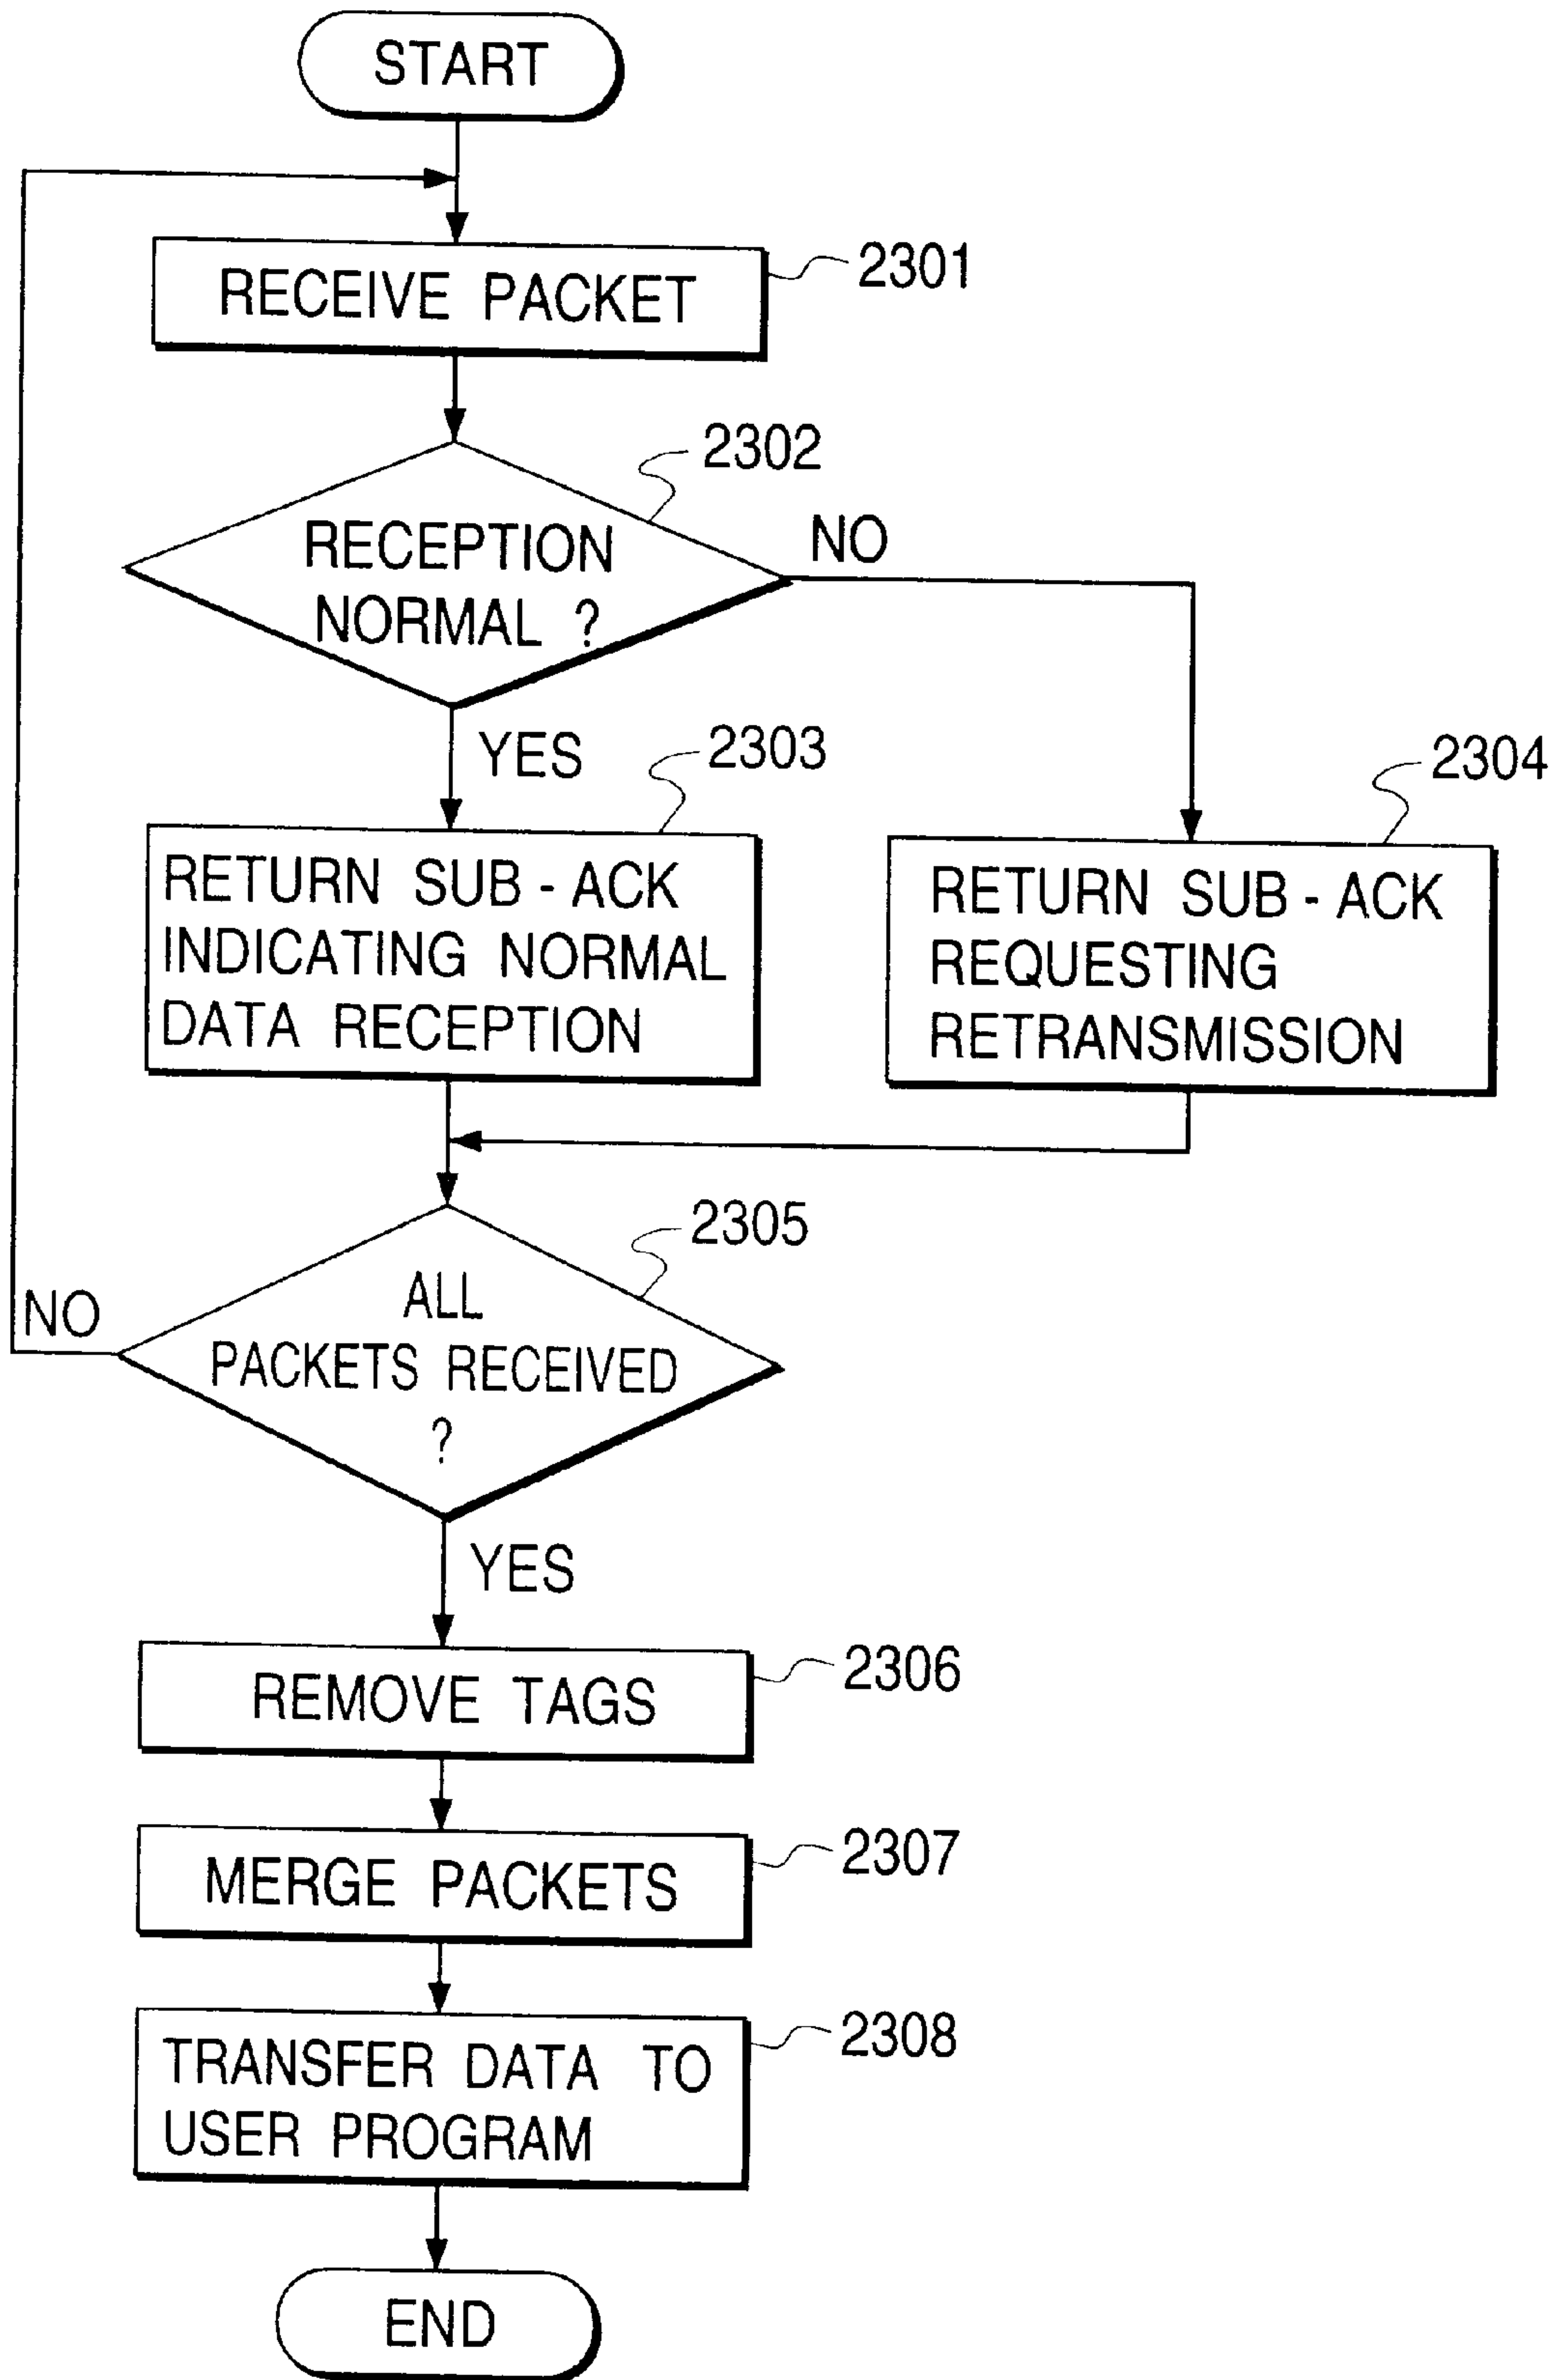 START
RECEIVE PACKET
2301
2302
RECEPTION
NORMAL ?
NO
YES
2303
RETURN SUB - ACK
INDICATING NORMAL
DATA RECEPTION
2304
RETURN SUB - ACK
REQUESTING
RETRANSMISSION
2305
ALL
PACKETS RECEIVED
?
NO
YES
REMOVE TAGS
2306
MERGE PACKETS
2307
TRANSFER DATA TO
USER PROGRAM
2308
END